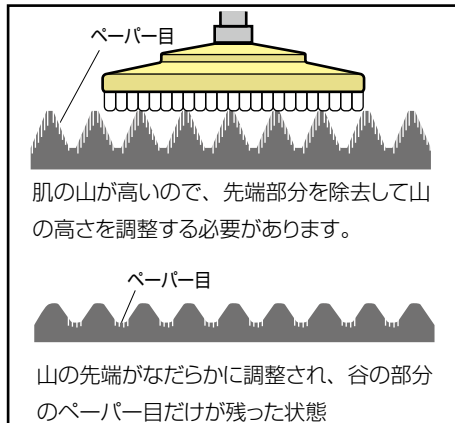 ペーパー目
肌の山が高いので、先端部分を除去して山
の高さを調整する必要があります。
ペーパー目
山の先端がなだらかに調整され、谷の部分
のペーパー目だけが残った状態